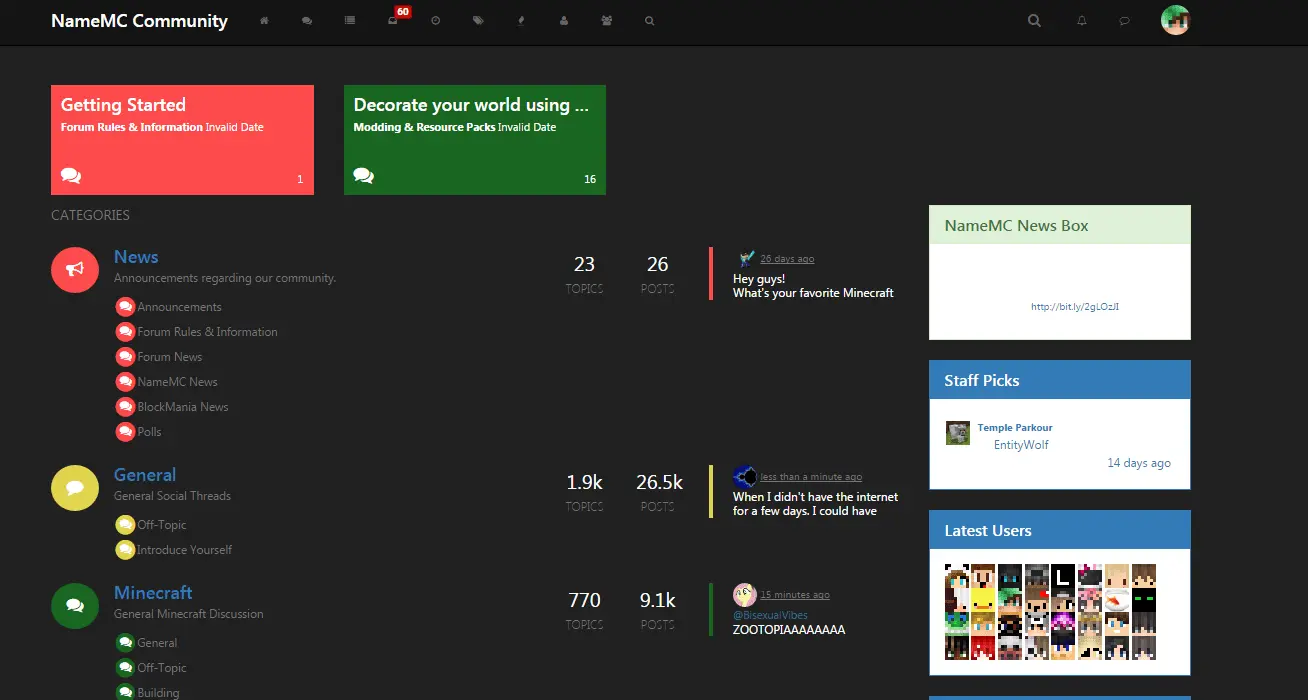 NameMC Community
60
Getting Started
Forum Rules & Information Invalid Date
1
Decorate your world using ...
Modding & Resource Packs Invalid Date
16
CATEGORIES
News
Announcements regarding our community.
Announcements
Forum Rules & Information
Forum News
NameMC News
BlockMania News
Polls
23
TOPICS
26
POSTS
26 days ago
Hey guys!
What's your favorite Minecraft
General
General Social Threads
Off-Topic
Introduce Yourself
1.9k
TOPICS
26.5k
POSTS
less than a minute ago
When I didn't have the internet
for a few days. I could have
Minecraft
General Minecraft Discussion
General
Off-Topic
Building
770
TOPICS
9.1k
POSTS
15 minutes ago
@BisexualVibes
ZOOTOPIAAAAAAAA
NameMC News Box
http://bit.ly/2gLOzJI
Staff Picks
Temple Parkour
EntityWolf
14 days ago
Latest Users
L